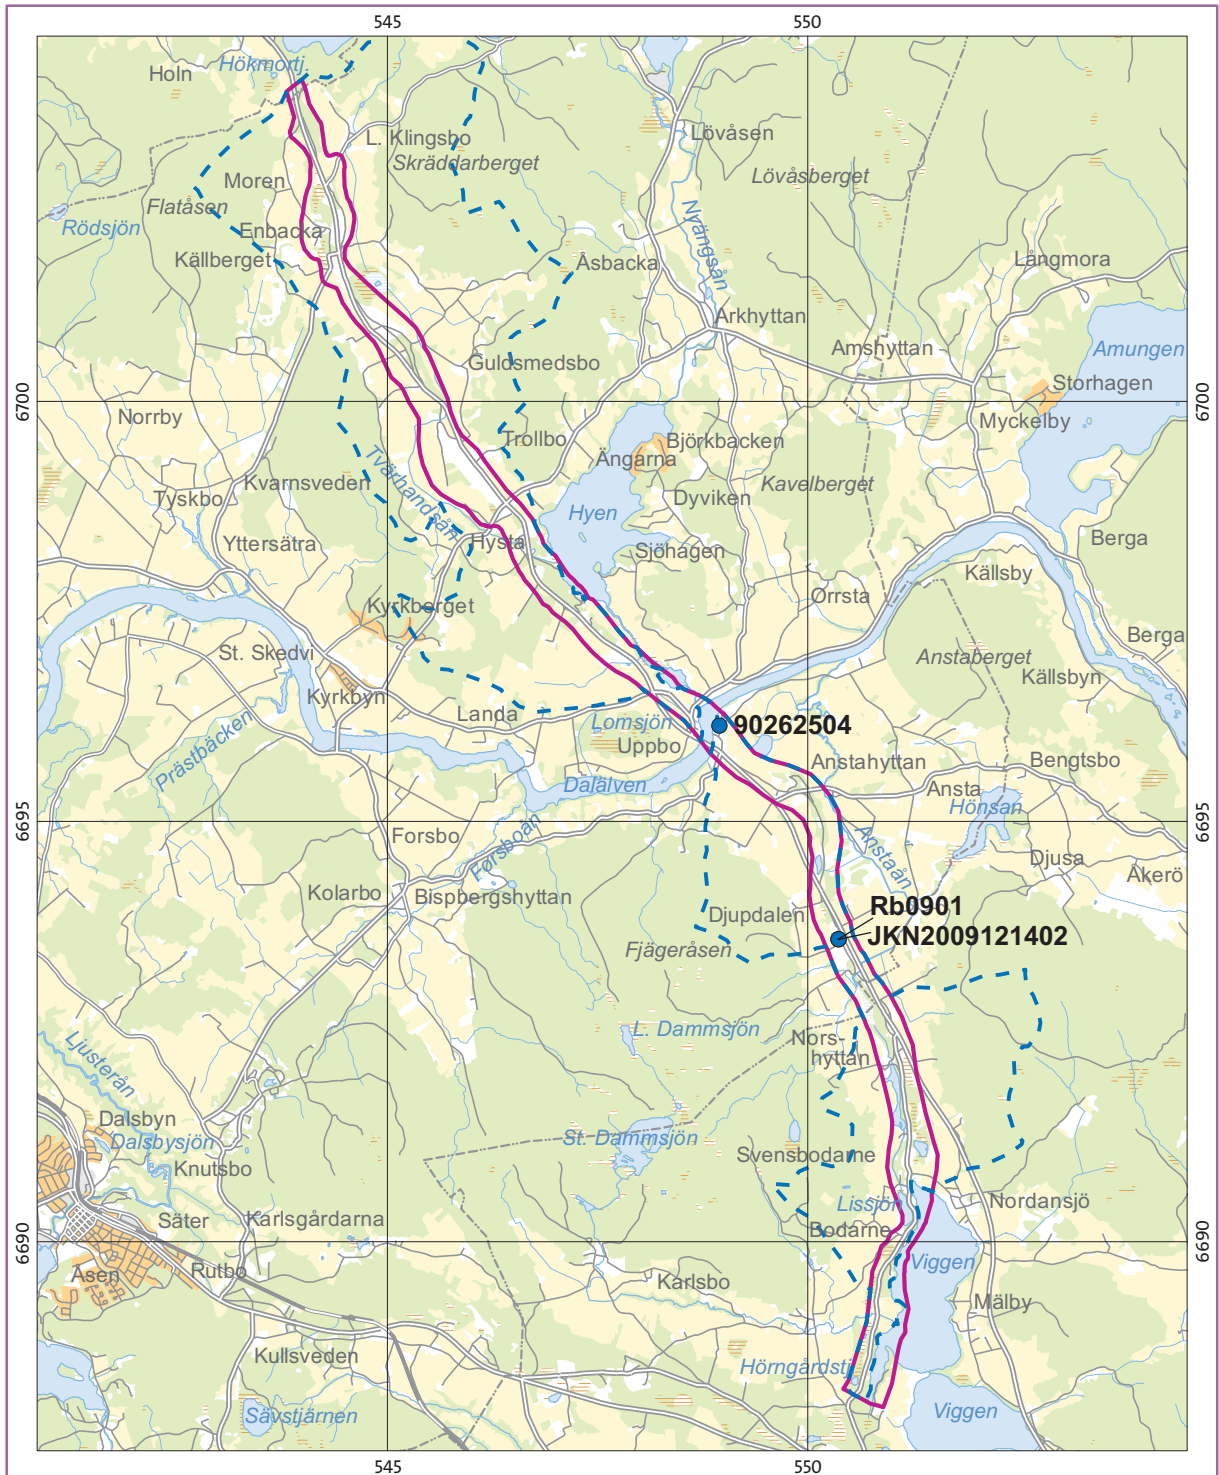 545
550
Holn
Hökmortj.
L. Klingsbo
Lövåsen
Skräddarberget
Moren
Lövåsberget
Flatåsen
Rödsjön
Enbacka
Nyängsån
Källberget
Åsbacka
Långmora
Arkhyttan
Amshyttan
Amungen
Guldsmedsbo
Storhagen
6700
6700
Norrby
Myckelby
Trollbo
Björkbacken
Ängarna
Tvärhandsån
Kvarnsveden
Kavelberget
Tyskbo
Dyviken
Hyen
Yttersätra
Hysta
Sjöhagen
Berga
Källsby
Kyrkberget
Orrsta
Berga
St. Skedvi
Anstaberget
Källsbyn
Kyrkbyn
Landa
Prästbäcken
Lomsjön
90262504
Uppbo
Anstahyttan
Bengtsbo
Dalälven
Ansta
Hönsan
6695
6695
Forsbo
Forsboån
Anstaån
Djusa
Åkerö
Kolarbo
Bispbergshyttan
Rb0901
Djupdalen
JKN2009121402
Fjägeråsen
L. Dammsjön
Nors-
hyttan
Ljusterån
Dalsbyn
Dalsbysjön
St. Dammsjön
Knutsbo
Svensbodarne
Säter
Karlsgårdarna
Lissjön
Nordansjö
Bodarne
6690
6690
Åsen
Rutbo
Viggen
Karlsbo
Mälby
Kullsveden
Hörngårdstj.
Sävstjärnen
Viggen
545
550